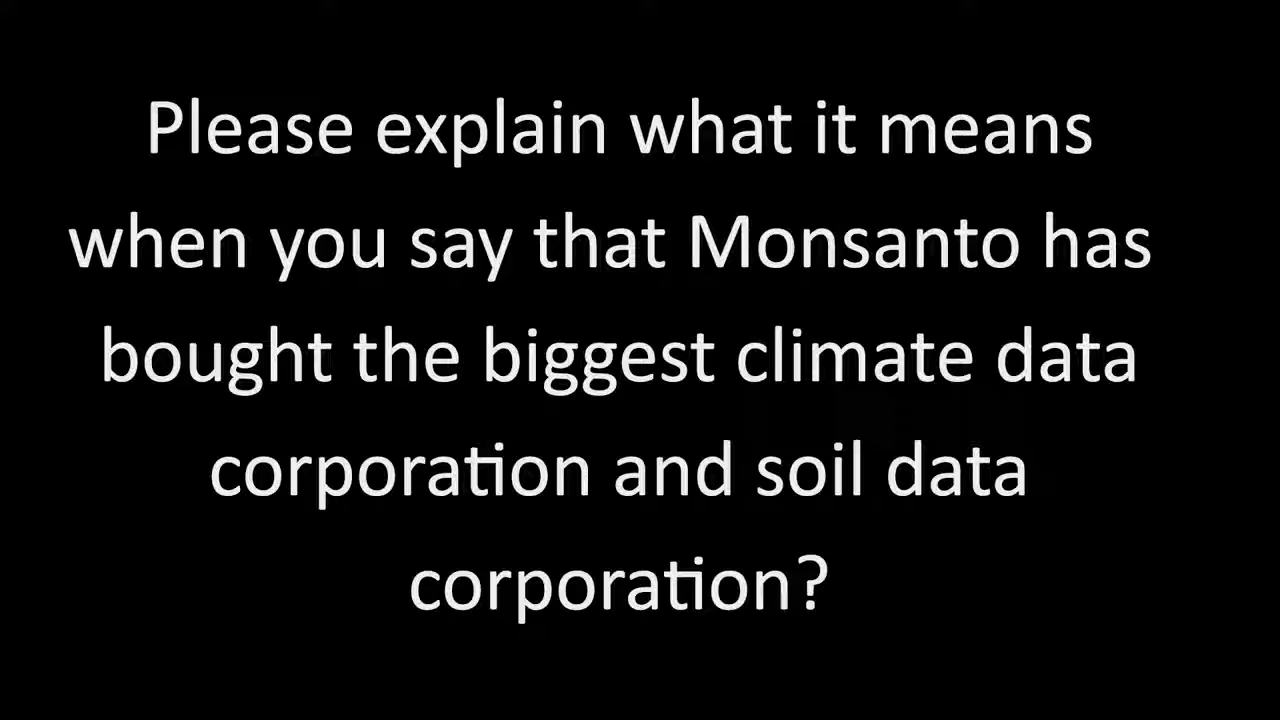 Please explain what it means
when you say that Monsanto has
bought the biggest climate data
corporation and soil data
corporation?